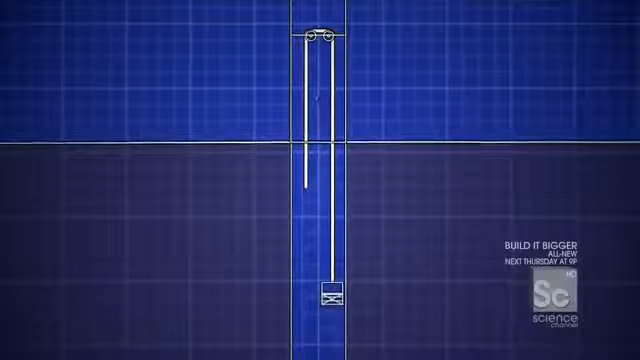 BUILD IT BIGGER
ALL-NEW
NEXT THURSDAY AT 9P
HD
Sc
science
channel